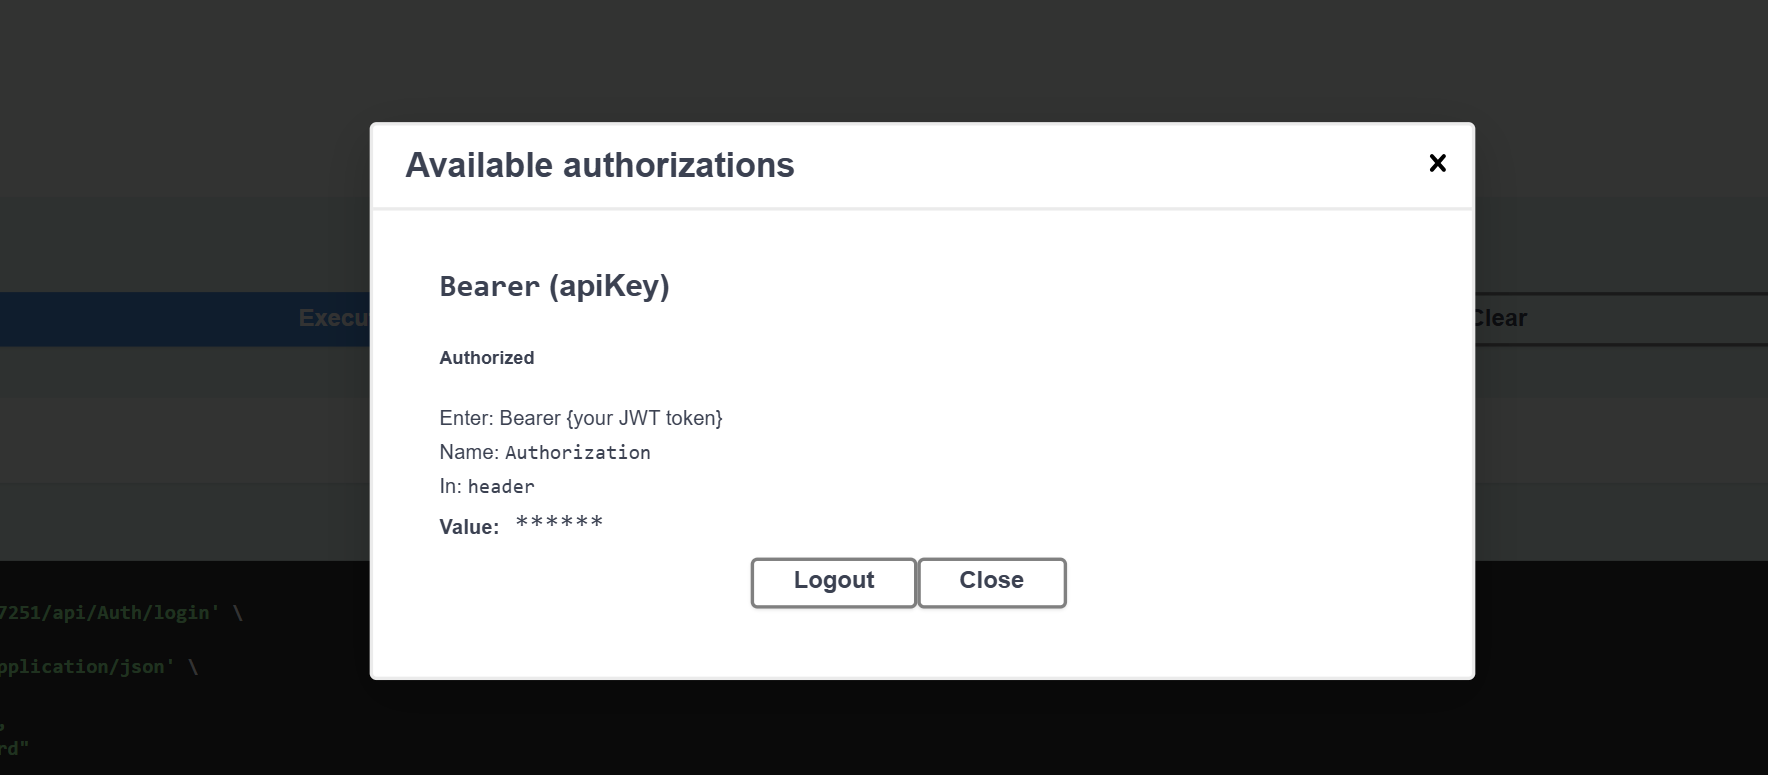 Available authorizations
Bearer (apiKey)
Execu
Clear
Authorized
Enter: Bearer {your JWT token}
Name: Authorization
In: header
Value: ******
Logout Close
7251/api/Auth/login' \
pplication/json' \
,
rd"